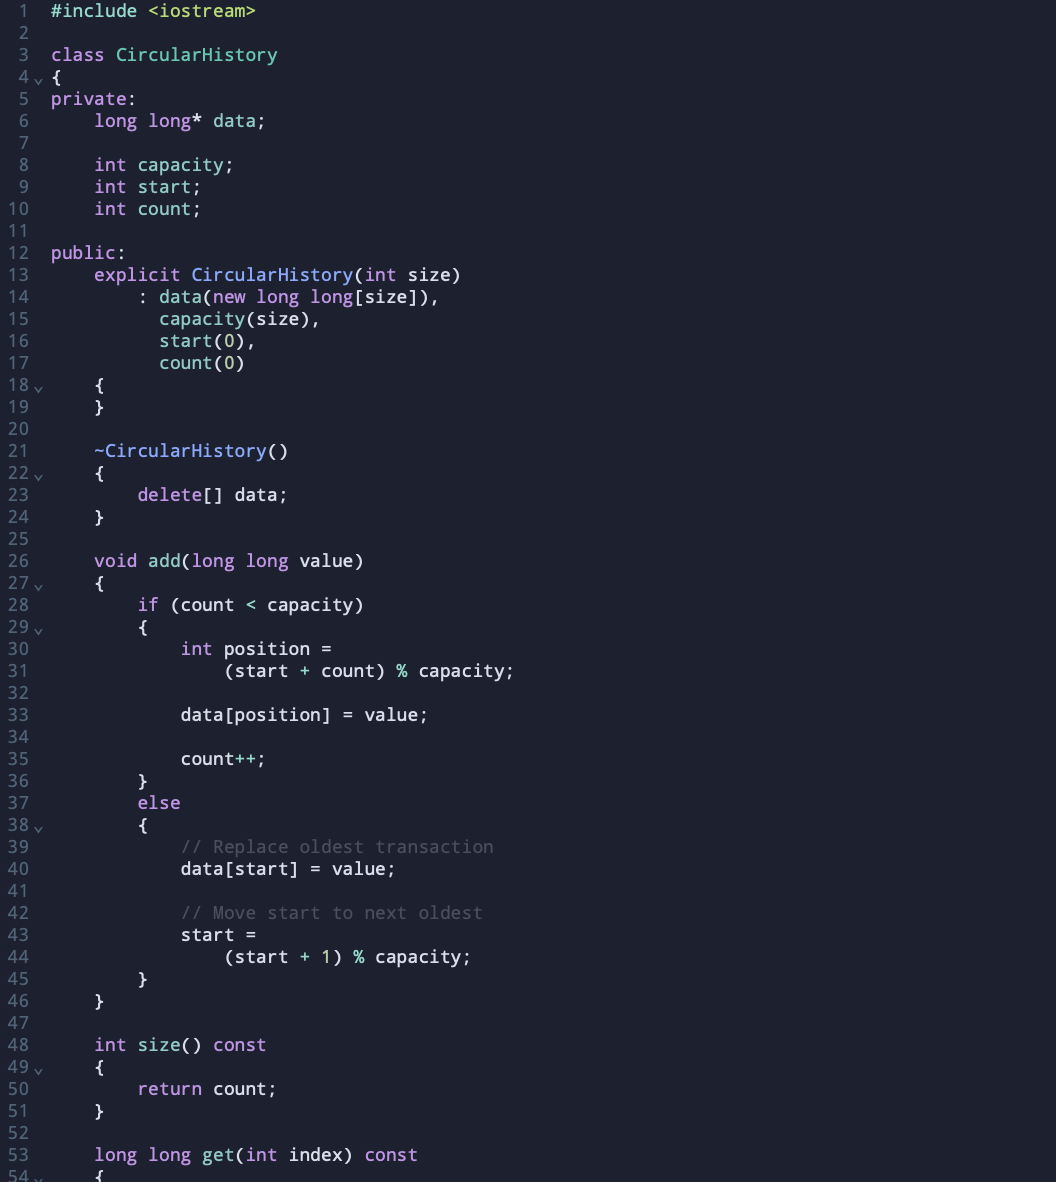 1 #include <iostream>
2
3 class CircularHistory
4 {
5 private:
6     long long* data;
7
8     int capacity;
9     int start;
10     int count;
11
12 public:
13     explicit CircularHistory(int size)
14         : data(new long long[size]),
15           capacity(size),
16           start(0),
17           count(0)
18     {
19     }
20
21     ~CircularHistory()
22     {
23         delete[] data;
24     }
25
26     void add(long long value)
27     {
28         if (count < capacity)
29         {
30             int position =
31                 (start + count) % capacity;
32
33             data[position] = value;
34
35             count++;
36         }
37         else
38         {
39             // Replace oldest transaction
40             data[start] = value;
41
42             // Move start to next oldest
43             start =
44                 (start + 1) % capacity;
45         }
46     }
47
48     int size() const
49     {
50         return count;
51     }
52
53     long long get(int index) const
54     {